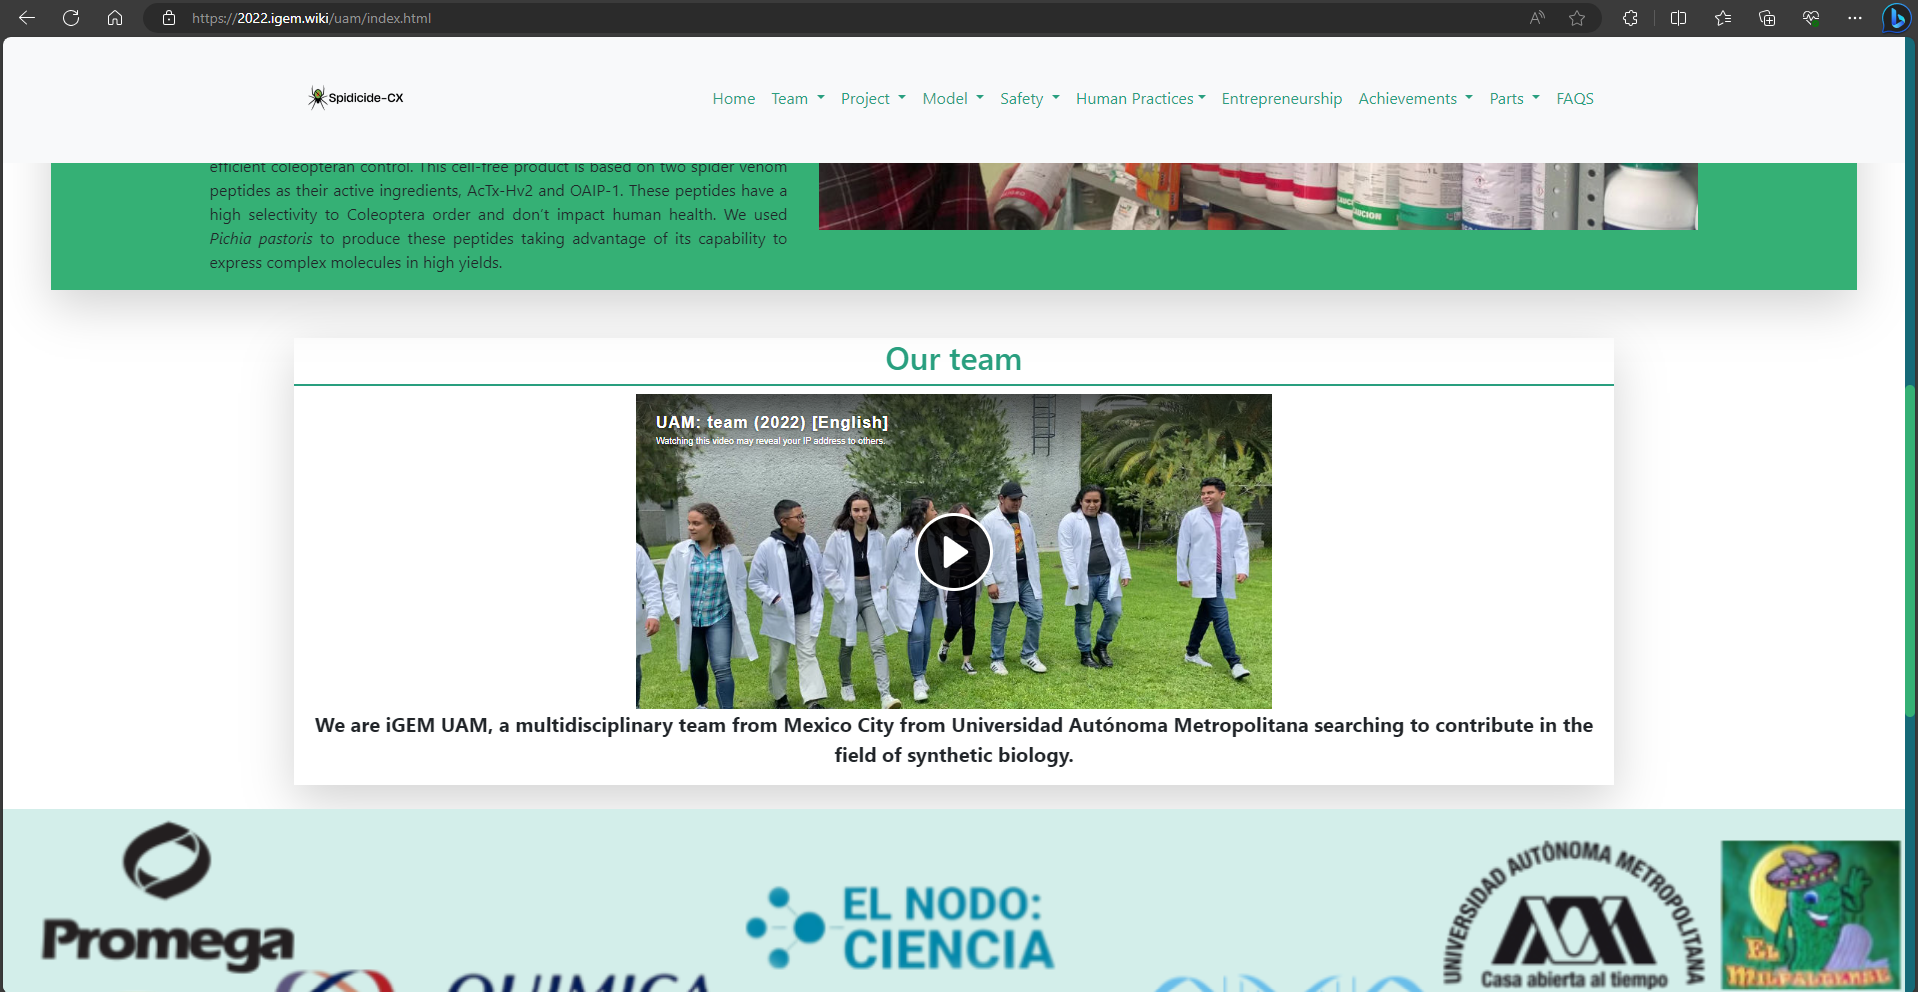 https://2022.igem.wiki/uam/index.html
Spidicide-CX
Home Team Project Model Safety Human Practices Entrepreneurship Achievements Parts FAQS
efficient coleopteran control. This cell-free product is based on two spider venom
peptides as their active ingredients, AcTx-Hv2 and OAIP-1. These peptides have a
high selectivity to Coleoptera order and don't impact human health. We used
Pichia pastoris to produce these peptides taking advantage of its capability to
express complex molecules in high yields.
CAUCION
1 L
Our team
UAM: team (2022) [English]
Watching this video may reveal your IP address to others.
We are iGEM UAM, a multidisciplinary team from Mexico City from Universidad Autónoma Metropolitana searching to contribute in the
field of synthetic biology.
Promega
EL NODO:
CIENCIA
UNIVERSIDAD AUTÓNOMA METROPOLITANA
Casa abierta al tiempo
EL
MILPALTENSE
QUIMICA